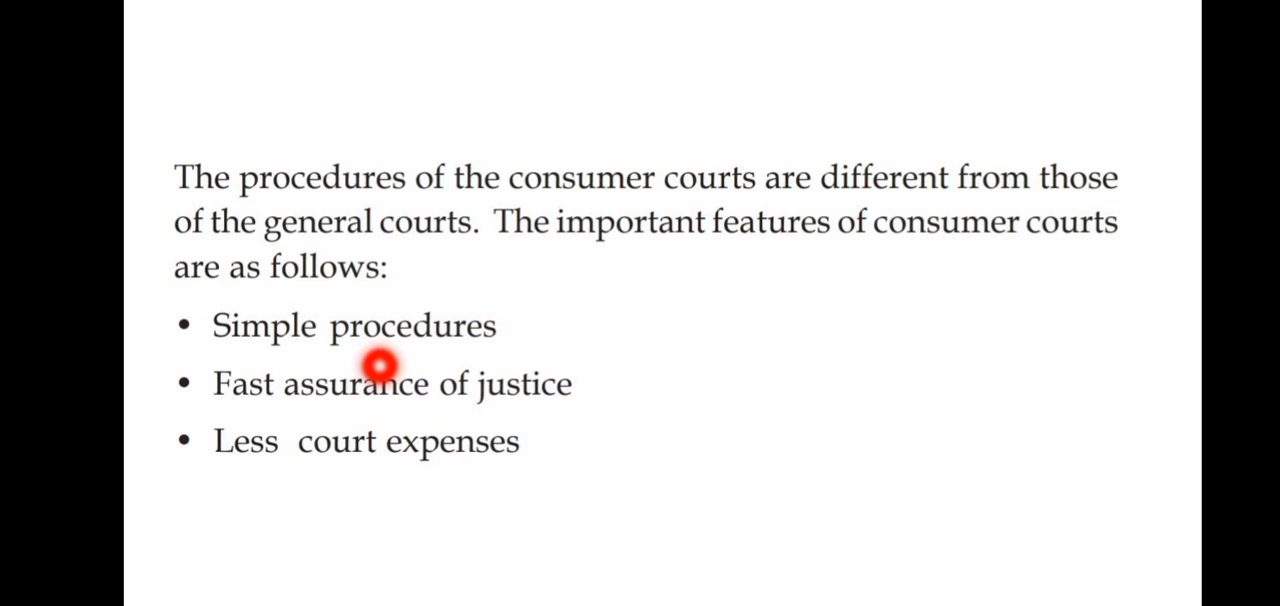 The procedures of the consumer courts are different from those
of the general courts. The important features of consumer courts
are as follows:
• Simple procedures
• Fast assurance of justice
• Less court expenses